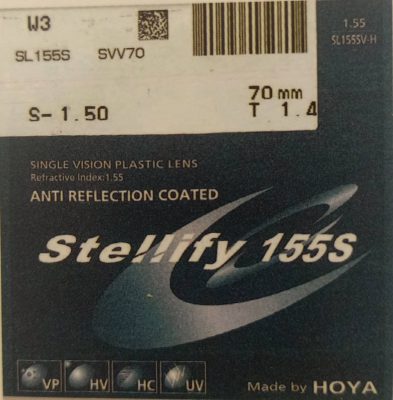 W3
SL155S SVV70
1.55
SL155SV-H
70 mm
S- 1.50 T 1.4
SINGLE VISION PLASTIC LENS
Refractive Index:1.55
ANTI REFLECTION COATED
Stellify 155S
VP HV HC UV
Made by HOYA